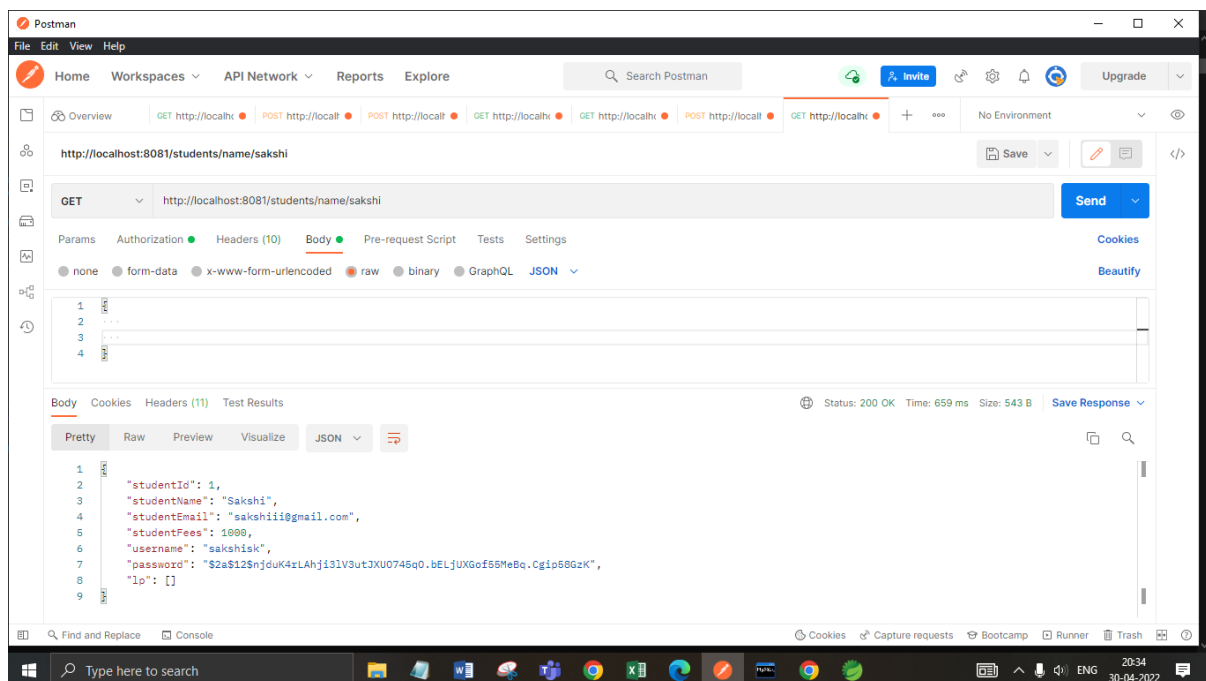 Postman
File Edit View Help
Home Workspaces API Network Reports Explore Search Postman Invite Upgrade
Overview GET http://localhc POST http://localh POST http://localh GET http://localhc GET http://localhc POST http://localh GET http://localhc No Environment
http://localhost:8081/students/name/sakshi Save
GET http://localhost:8081/students/name/sakshi Send
Params Authorization Headers (10) Body Pre-request Script Tests Settings Cookies
none form-data x-www-form-urlencoded raw binary GraphQL JSON Beautify
1 {
2 ...
3 ...
4 }
Body Cookies Headers (11) Test Results Status: 200 OK Time: 659 ms Size: 543 B Save Response
Pretty Raw Preview Visualize JSON
1 {
2 "studentId": 1,
3 "studentName": "Sakshi",
4 "studentEmail": "sakshiii@gmail.com",
5 "studentFees": 1000,
6 "username": "sakshisk",
7 "password": "$2a$12$njduK4rLAhji3lV3utJXUO745qO.bELjUXGof55MeBq.Cgip58GzK",
8 "lp": []
9 }
Find and Replace Console Cookies Capture requests Bootcamp Runner Trash
Type here to search ENG 20:34
30-04-2022